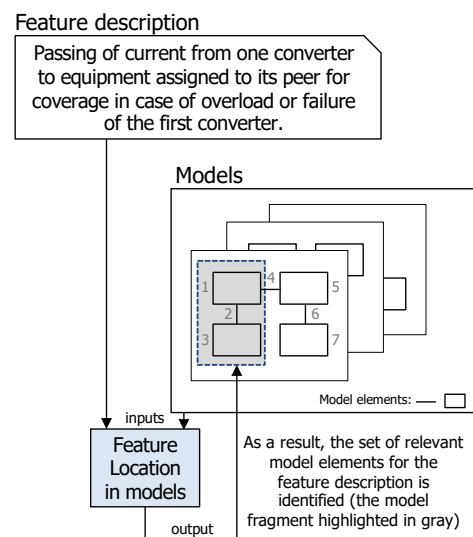 Feature description
Passing of current from one converter
to equipment assigned to its peer for
coverage in case of overload or failure
of the first converter.
Models
1
4
5
2
6
3
7
Model elements:
inputs
Feature
Location
in models
As a result, the set of relevant
model elements for the
feature description is
identified (the model
fragment highlighted in gray)
output